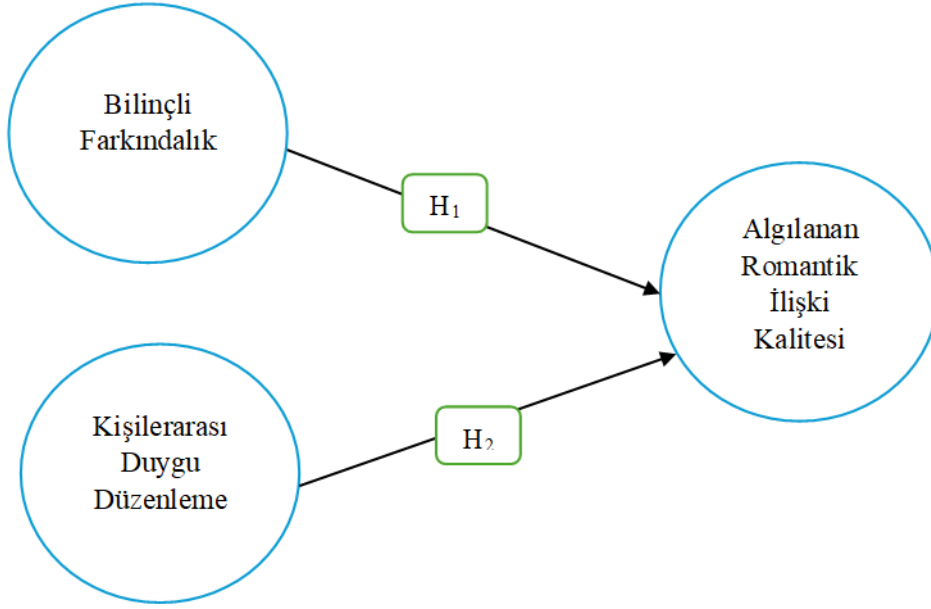 Bilinçli
Farkındalık
H₁
Algılanan
Romantik
İlişki
Kalitesi
Kişilerarası
Duygu
Düzenleme
H₂